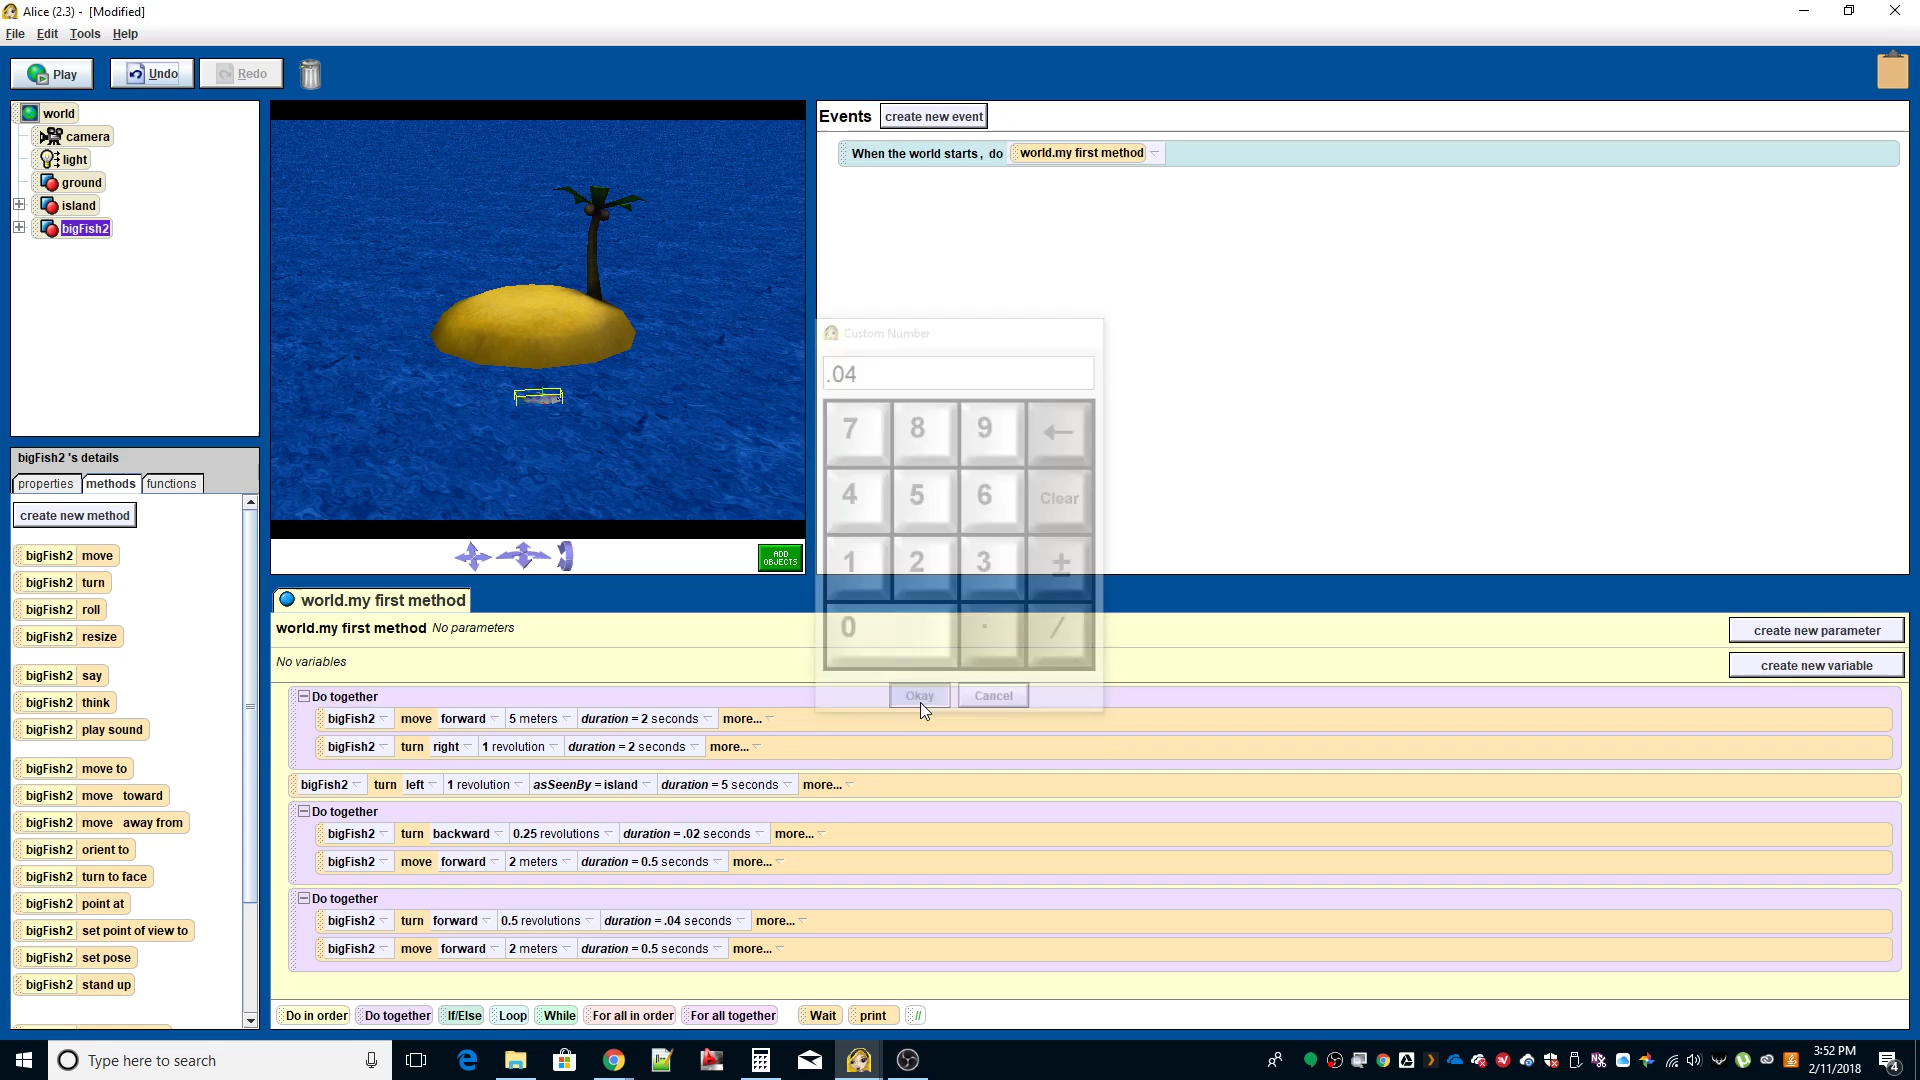 Alice (2.3) - [Modified]
File Edit Tools Help
Play Undo Redo
world
camera
light
ground
island
bigFish2
Events create new event
When the world starts, do world.my first method
bigFish2 's details
properties methods functions
create new method
bigFish2 move
bigFish2 turn
bigFish2 roll
bigFish2 resize
bigFish2 say
bigFish2 think
bigFish2 play sound
bigFish2 move to
bigFish2 move toward
bigFish2 move away from
bigFish2 orient to
bigFish2 turn to face
bigFish2 point at
bigFish2 set point of view to
bigFish2 set pose
bigFish2 stand up
ADD
OBJECTS
Custom Number
.04
7 8 9 ←
4 5 6 Clear
1 2 3 ±
0 . /
Okay Cancel
world.my first method
world.my first method No parameters
create new parameter
No variables
create new variable
Do together
bigFish2 move forward 5 meters duration = 2 seconds more...
bigFish2 turn right 1 revolution duration = 2 seconds more...
bigFish2 turn left 1 revolution asSeenBy = island duration = 5 seconds more...
Do together
bigFish2 turn backward 0.25 revolutions duration = .02 seconds more...
bigFish2 move forward 2 meters duration = 0.5 seconds more...
Do together
bigFish2 turn forward 0.5 revolutions duration = .04 seconds more...
bigFish2 move forward 2 meters duration = 0.5 seconds more...
Do in order Do together If/Else Loop While For all in order For all together Wait print //
Type here to search
3:52 PM
2/11/2018
4